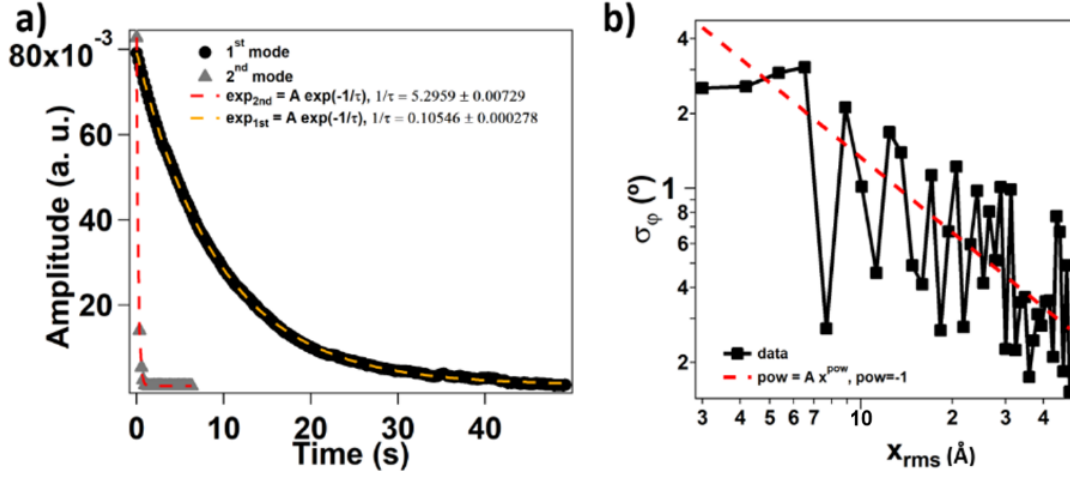 a)
80x10-3
60
40
20
0
10
20
30
40
Amplitude (a. u.)
Time (s)
1st mode
2nd mode
exp2nd = A exp(-1/τ), 1/τ = 5.2959 ± 0.00729
exp1st = A exp(-1/τ), 1/τ = 0.10546 ± 0.000278
b)
4
2
1
8
6
4
2
3
4
5
6
7
10
2
3
4
σφ (º)
xrms (Å)
data
pow = A xpow, pow=-1